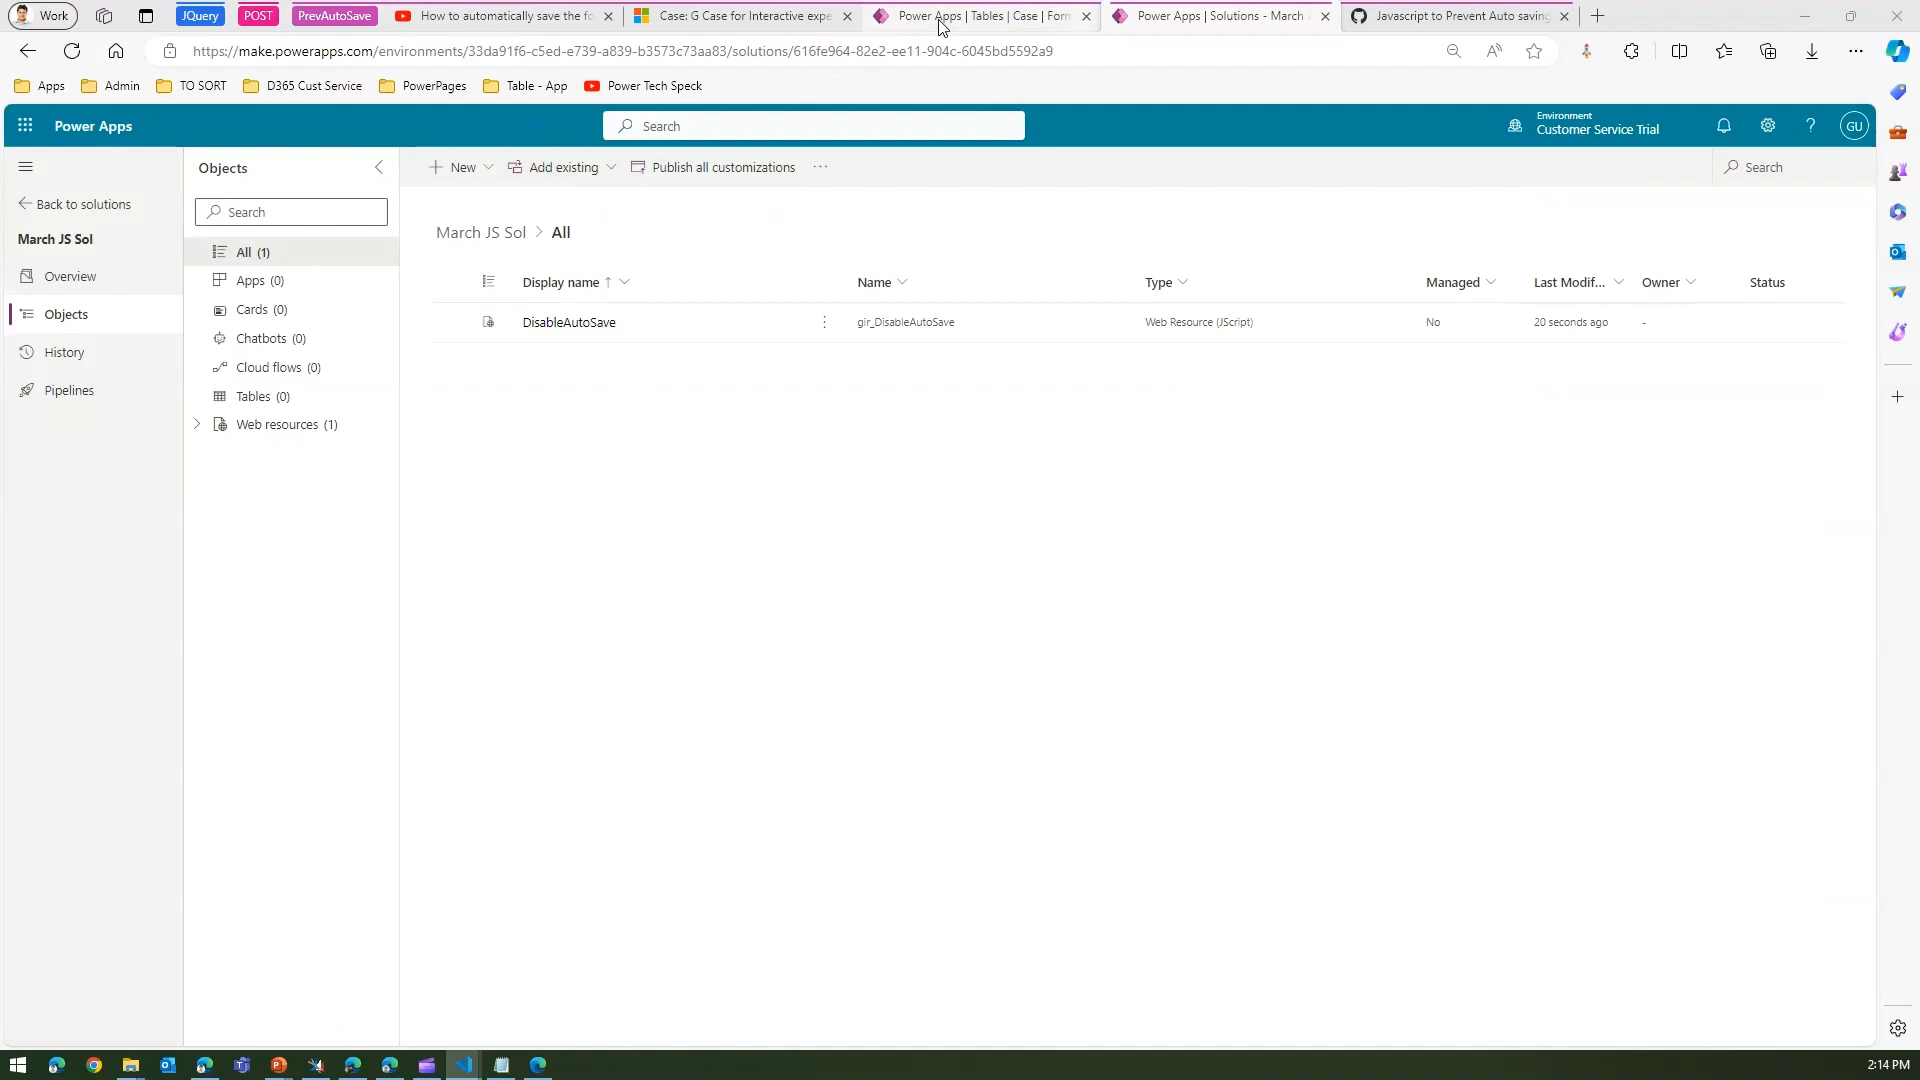 Work
JQuery
POST
PrevAutoSave
How to automatically save the fo
Case: G Case for Interactive expe
Power Apps | Tables | Case | Form
Power Apps | Solutions - March
Javascript to Prevent Auto saving
https://make.powerapps.com/environments/33da91f6-c5ed-e739-a839-b3573c73aa83/solutions/616fe964-82e2-ee11-904c-6045bd5592a9
Apps
Admin
TO SORT
D365 Cust Service
PowerPages
Table - App
Power Tech Speck
Power Apps
Search
Environment
Customer Service Trial
GU
Objects
New
Add existing
Publish all customizations
Search
Back to solutions
Search
March JS Sol
March JS Sol > All
All (1)
Overview
Apps (0)
Display name
Name
Type
Managed
Last Modif...
Owner
Status
Cards (0)
Objects
DisableAutoSave
gir_DisableAutoSave
Web Resource (JScript)
No
20 seconds ago
-
Chatbots (0)
History
Cloud flows (0)
Pipelines
Tables (0)
Web resources (1)
2:14 PM